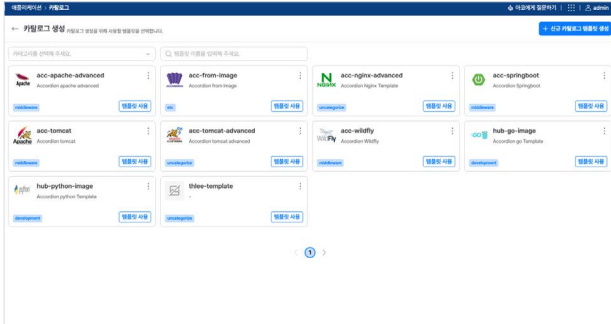 애플리케이션 > 카탈로그
아코에게 질문하기 | admin
← 카탈로그 생성 카탈로그 생성을 위해 사용할 템플릿을 선택합니다.
+ 신규 카탈로그 템플릿 생성
카테고리를 선택해 주세요.
템플릿 이름을 입력해 주세요.
acc-apache-advanced
Accordion apache advanced
middleware
템플릿 사용
acc-from-image
Accordion from image
etc
템플릿 사용
NGINX
acc-nginx-advanced
Accordion Nginx Template
uncategorize
템플릿 사용
acc-springboot
Accordion Springboot
middleware
템플릿 사용
Apache
acc-tomcat
Accordion tomcat
middleware
템플릿 사용
acc-tomcat-advanced
Accordion tomcat advanced
uncategorize
템플릿 사용
WildFly
acc-wildfly
Accordion Wildfly
middleware
템플릿 사용
GO
hub-go-image
Accordion go Template
development
템플릿 사용
python
hub-python-image
Accordion python Template
development
템플릿 사용
thlee-template
-
uncategorize
템플릿 사용
< 1 >